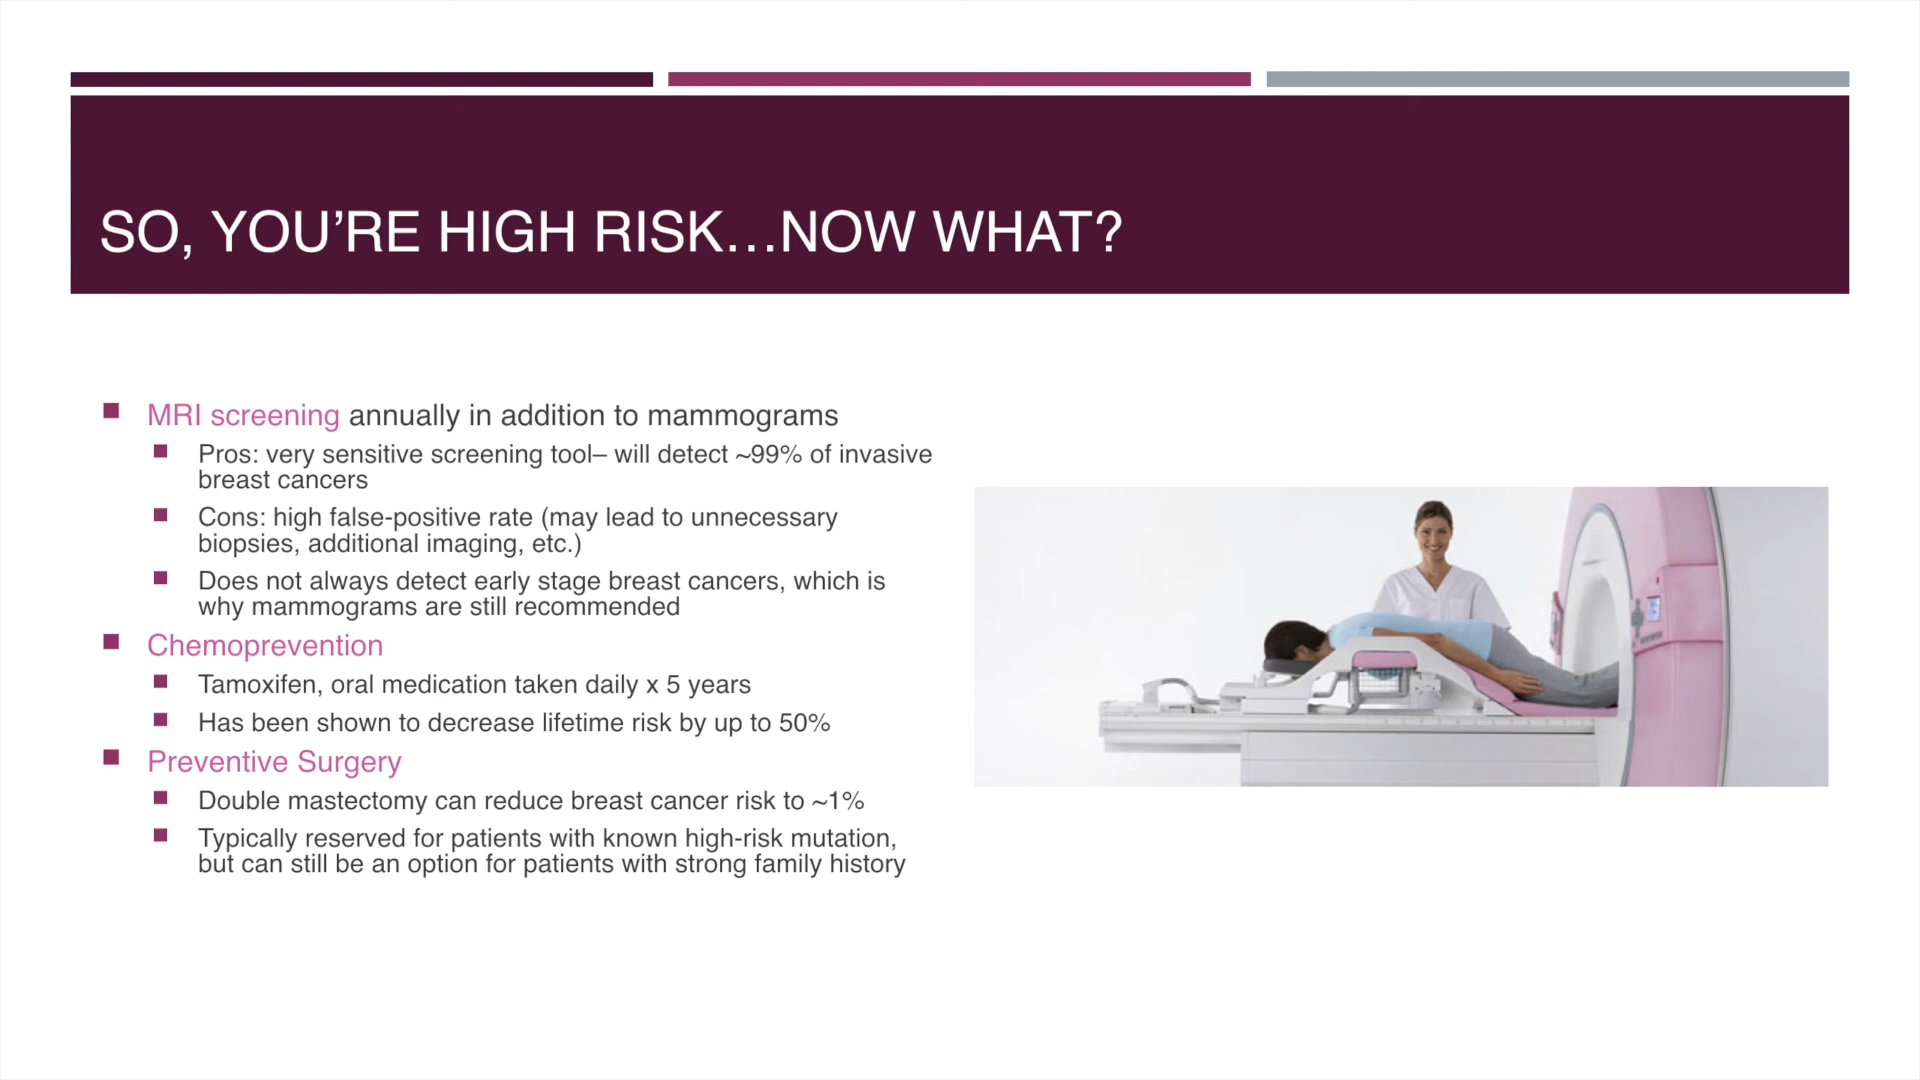 SO, YOU’RE HIGH RISK…NOW WHAT?
MRI screening annually in addition to mammograms
Pros: very sensitive screening tool– will detect ~99% of invasive
breast cancers
Cons: high false-positive rate (may lead to unnecessary
biopsies, additional imaging, etc.)
Does not always detect early stage breast cancers, which is
why mammograms are still recommended
Chemoprevention
Tamoxifen, oral medication taken daily x 5 years
Has been shown to decrease lifetime risk by up to 50%
Preventive Surgery
Double mastectomy can reduce breast cancer risk to ~1%
Typically reserved for patients with known high-risk mutation,
but can still be an option for patients with strong family history